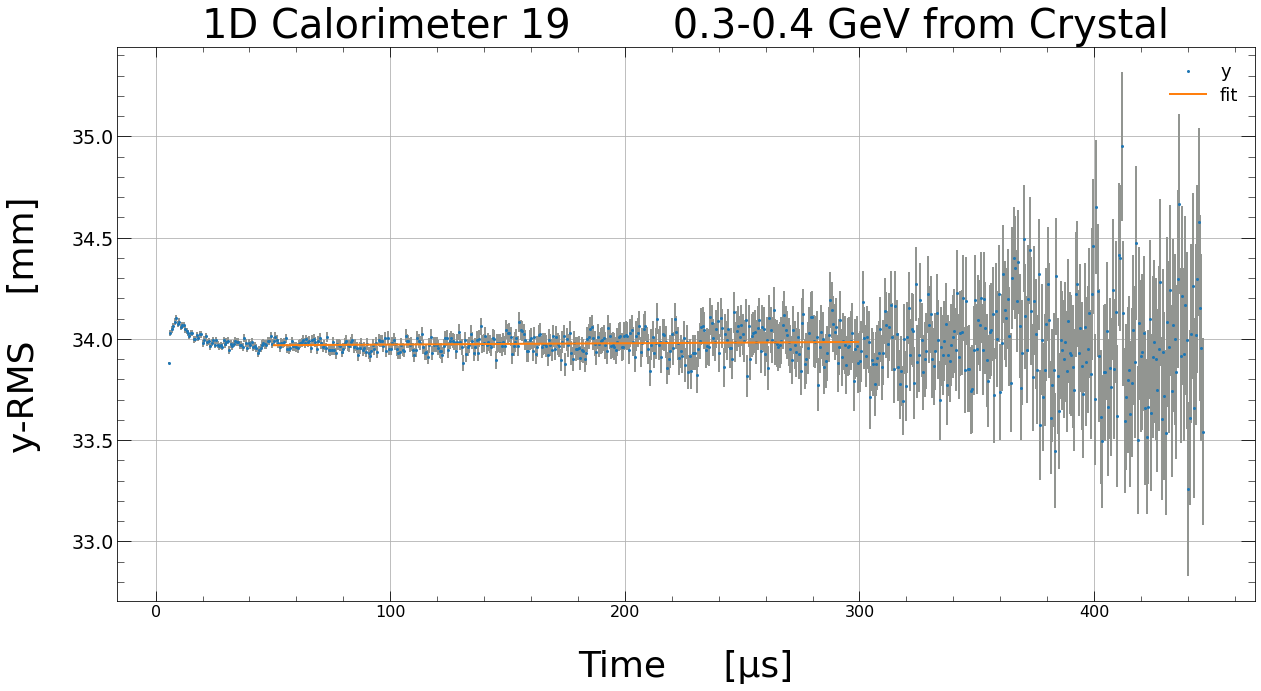 1D Calorimeter 19 0.3-0.4 GeV from Crystal
y
fit
35.0
34.5
34.0
33.5
33.0
y-RMS [mm]
0 100 200 300 400
Time [µs]